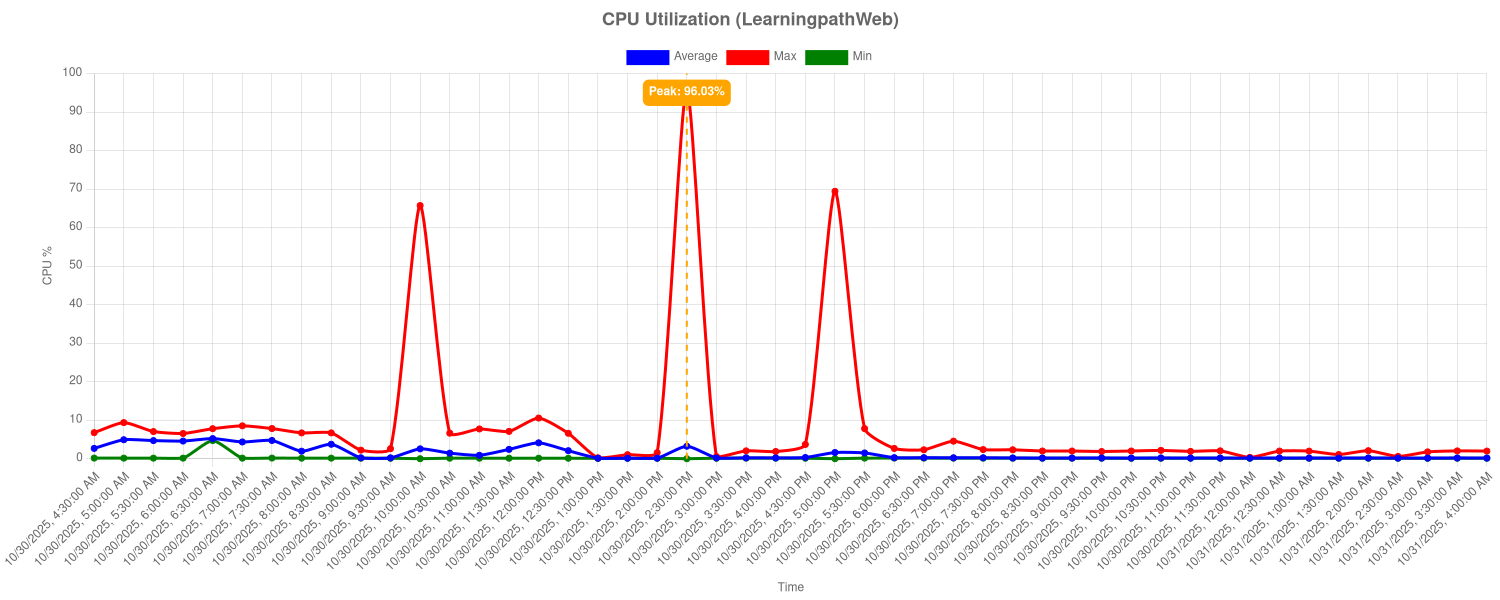 CPU Utilization (LearningpathWeb)
Average Max Min
Peak: 96.03%
100
90
80
70
60
50
40
30
20
10
0
CPU %
10/30/2025, 4:30:00 AM
10/30/2025, 5:00:00 AM
10/30/2025, 5:30:00 AM
10/30/2025, 6:00:00 AM
10/30/2025, 6:30:00 AM
10/30/2025, 7:00:00 AM
10/30/2025, 7:30:00 AM
10/30/2025, 8:00:00 AM
10/30/2025, 8:30:00 AM
10/30/2025, 9:00:00 AM
10/30/2025, 9:30:00 AM
10/30/2025, 10:00:00 AM
10/30/2025, 10:30:00 AM
10/30/2025, 11:00:00 AM
10/30/2025, 11:30:00 AM
10/30/2025, 12:00:00 PM
10/30/2025, 12:30:00 PM
10/30/2025, 1:00:00 PM
10/30/2025, 1:30:00 PM
10/30/2025, 2:00:00 PM
10/30/2025, 2:30:00 PM
10/30/2025, 3:00:00 PM
10/30/2025, 3:30:00 PM
10/30/2025, 4:00:00 PM
10/30/2025, 4:30:00 PM
10/30/2025, 5:00:00 PM
10/30/2025, 5:30:00 PM
10/30/2025, 6:00:00 PM
10/30/2025, 6:30:00 PM
10/30/2025, 7:00:00 PM
10/30/2025, 7:30:00 PM
10/30/2025, 8:00:00 PM
10/30/2025, 8:30:00 PM
10/30/2025, 9:00:00 PM
10/30/2025, 9:30:00 PM
10/30/2025, 10:00:00 PM
10/30/2025, 10:30:00 PM
10/30/2025, 11:00:00 PM
10/30/2025, 11:30:00 PM
10/31/2025, 12:00:00 AM
10/31/2025, 12:30:00 AM
10/31/2025, 1:00:00 AM
10/31/2025, 1:30:00 AM
10/31/2025, 2:00:00 AM
10/31/2025, 2:30:00 AM
10/31/2025, 3:00:00 AM
10/31/2025, 3:30:00 AM
10/31/2025, 4:00:00 AM
Time